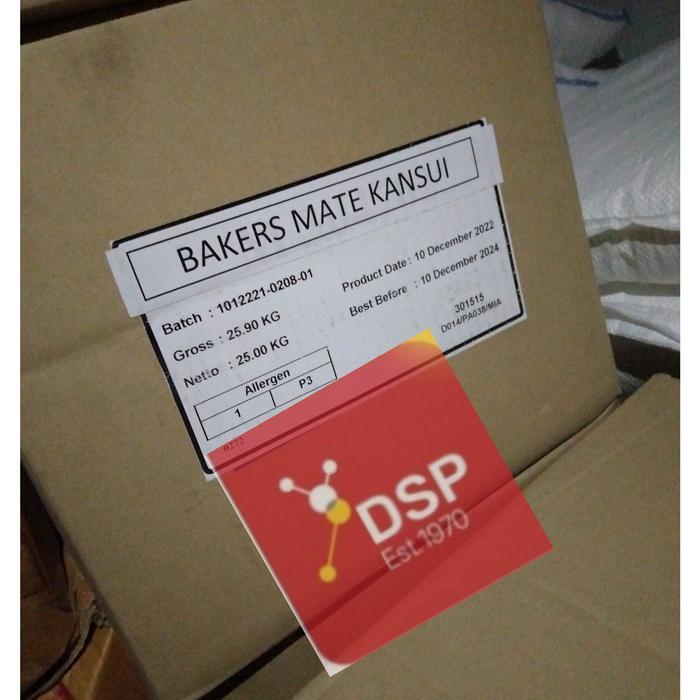 BAKERS MATE KANSUI
Batch : 1012221-0208-01
Gross : 25.90 KG
Netto : 25.00 KG
Product Date : 10 December 2022
Best Before : 10 December 2024
301515
D014/PA038/MIA
Allergen
1 P3
0272
DSP
Est.1970